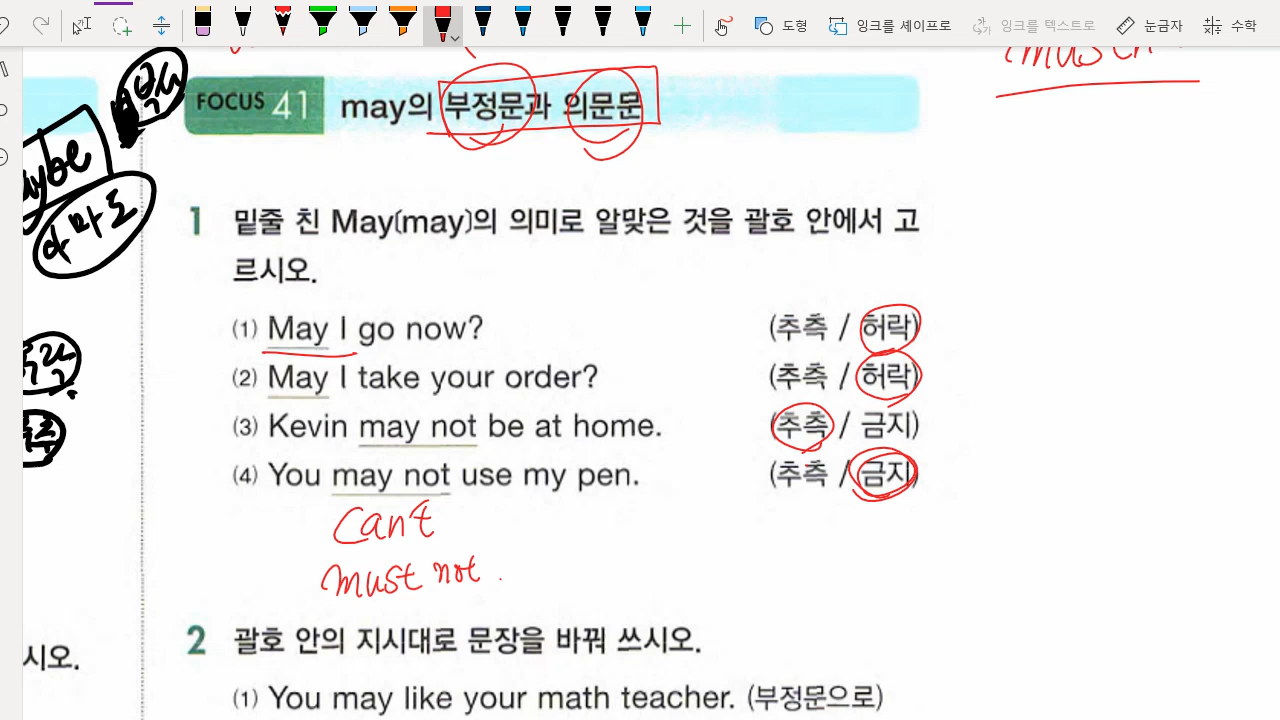 도형 잉크를 셰이프로 잉크를 텍스트로 눈금자 수학
FOCUS 41 may의 부정문과 의문문
아마도
1 밑줄 친 May(may)의 의미로 알맞은 것을 괄호 안에서 고
르시오.
(1) May I go now? (추측 / 허락)
(2) May I take your order? (추측 / 허락)
(3) Kevin may not be at home. (추측 / 금지)
(4) You may not use my pen. (추측 / 금지)
can't
must not.
시오.
2 괄호 안의 지시대로 문장을 바꿔 쓰시오.
(1) You may like your math teacher. (부정문으로)